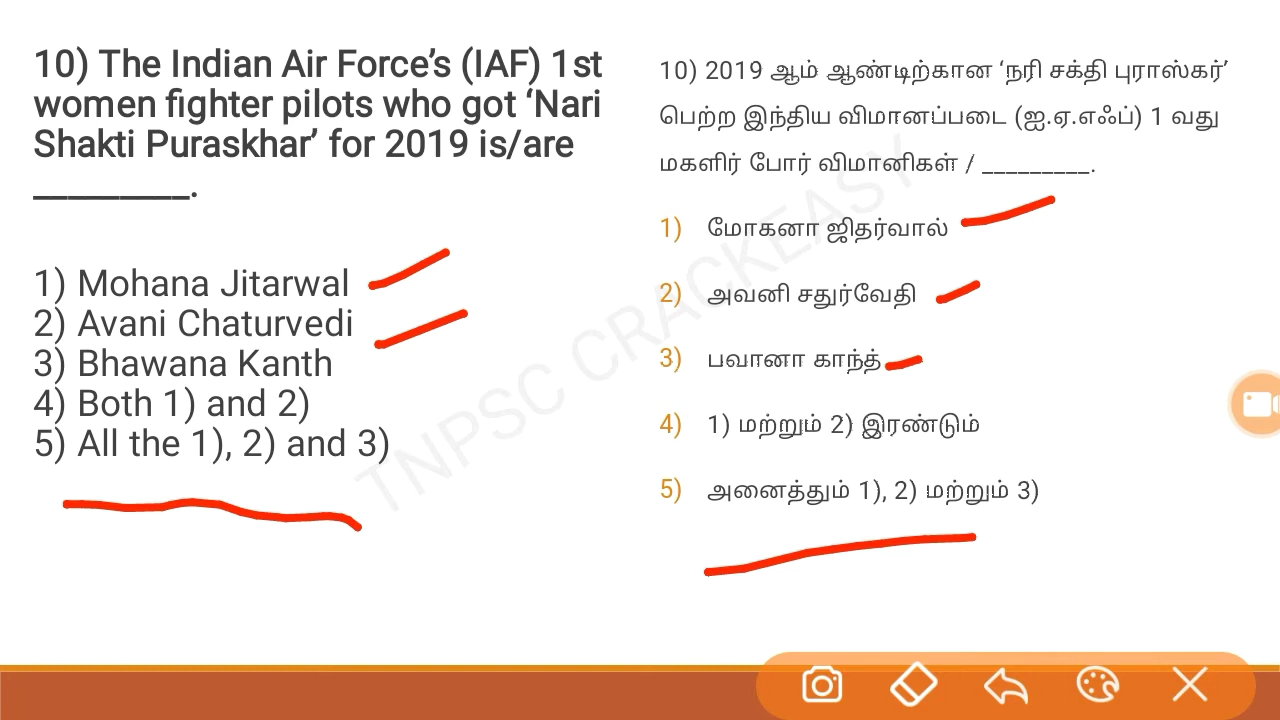 10) The Indian Air Force’s (IAF) 1st
women fighter pilots who got ‘Nari
Shakti Puraskhar’ for 2019 is/are
_________.
1) Mohana Jitarwal
2) Avani Chaturvedi
3) Bhawana Kanth
4) Both 1) and 2)
5) All the 1), 2) and 3)
10) 2019 ஆம் ஆண்டிற்கான ‘நரி சக்தி புராஸ்கர்’
பெற்ற இந்திய விமானப்படை (ஐ.ஏ.எஃப்) 1 வது
மகளிர் போர் விமானிகள் / _________.
1) மோகனா ஜிதர்வால்
2) அவனி சதுர்வேதி
3) பவானா காந்த்
4) 1) மற்றும் 2) இரண்டும்
5) அனைத்தும் 1), 2) மற்றும் 3)
TNPSC CRACKEASY